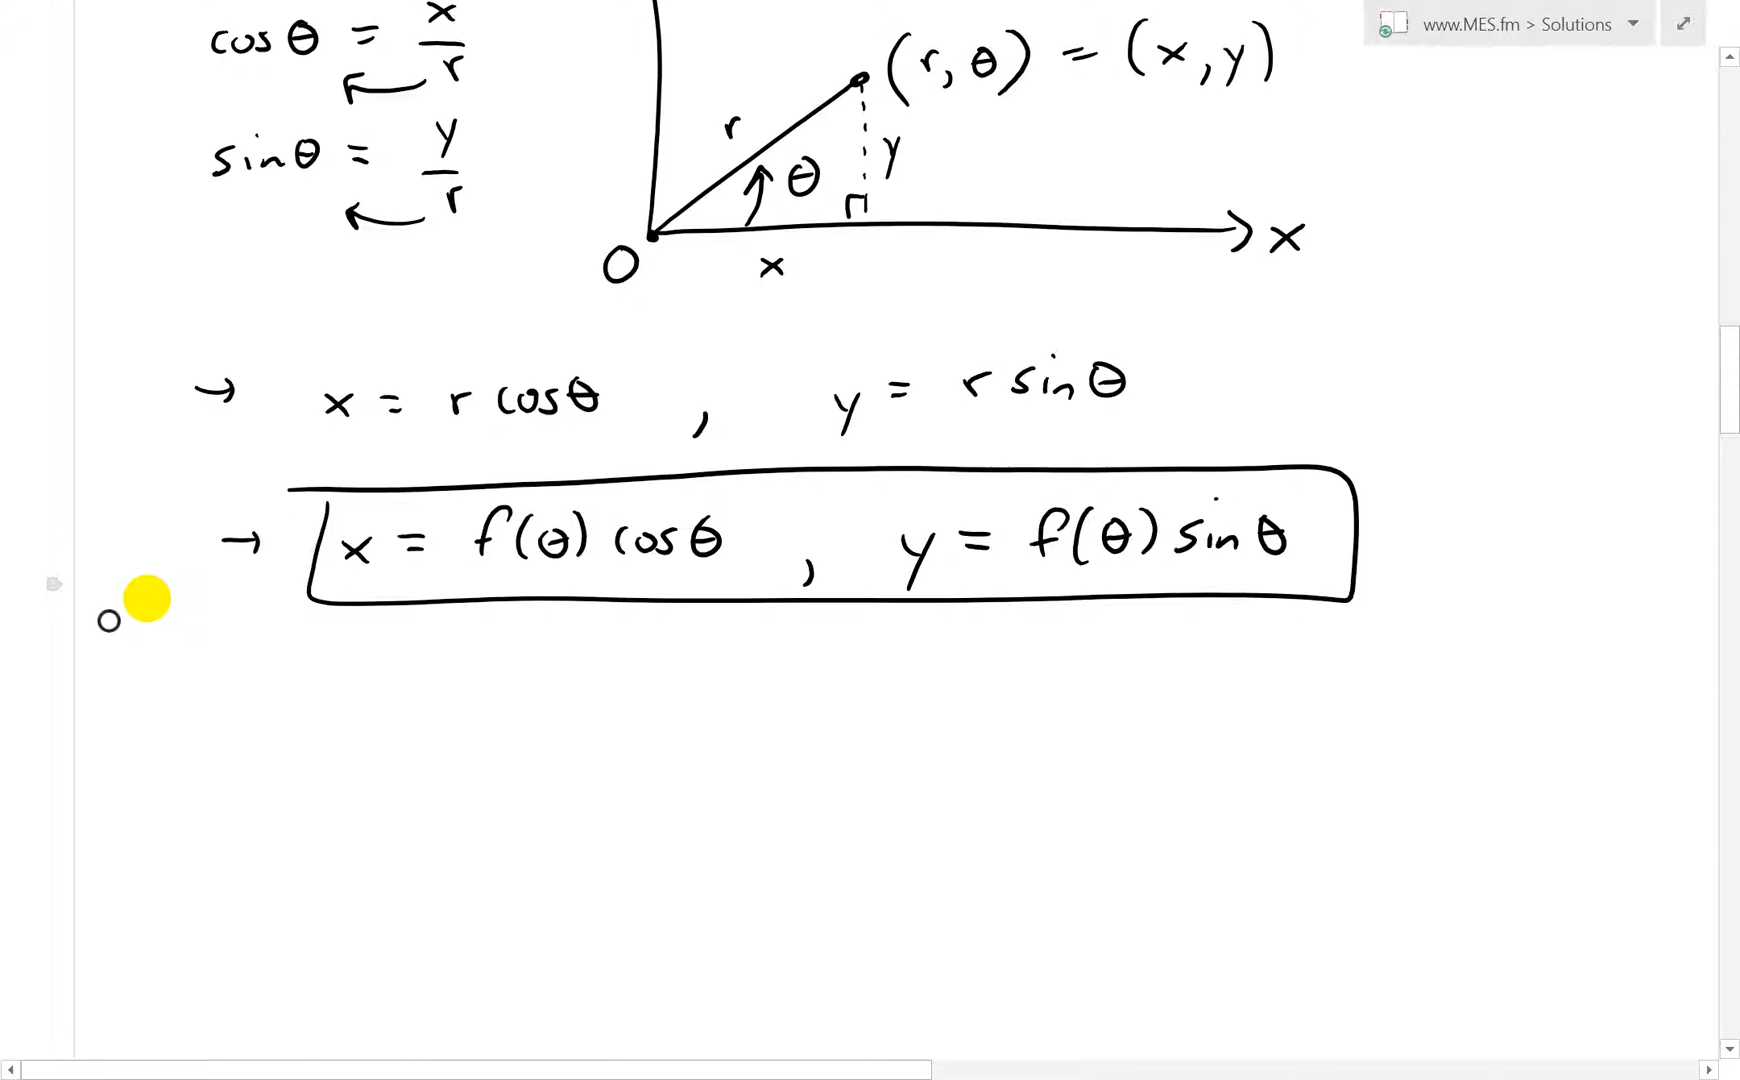 www.MES.fm > Solutions
cos θ = x/r
(r, θ) = (x, y)
r
sin θ = y/r
θ
y
O
x
x
→ x = r cos θ , y = r sin θ
→ x = f(θ) cos θ , y = f(θ) sin θ